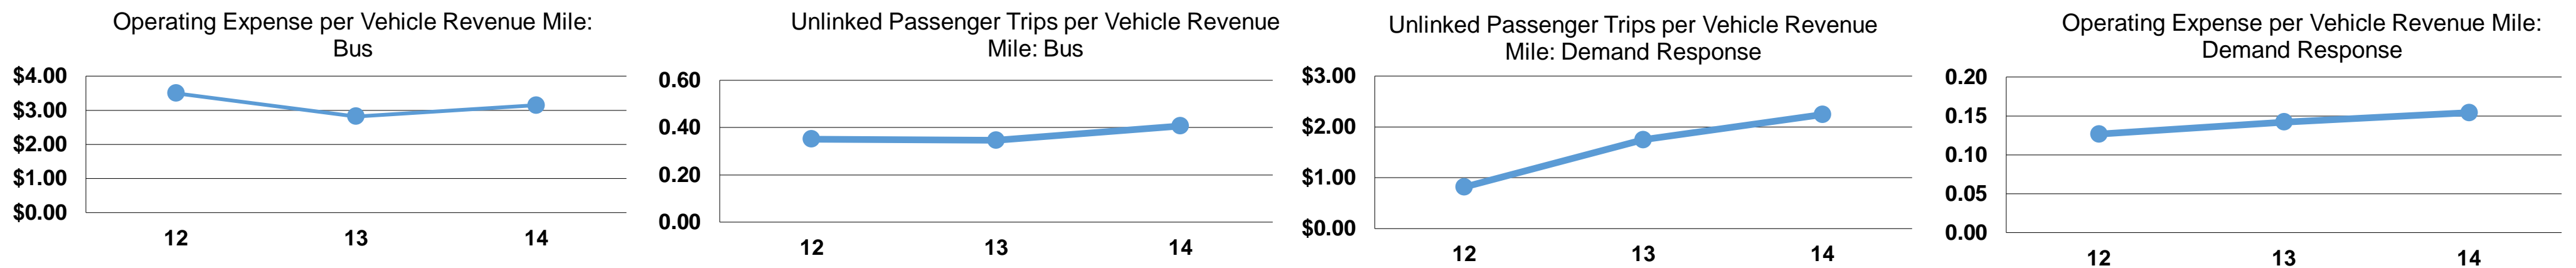 Operating Expense per Vehicle Revenue Mile:
Bus
$4.00
$3.00
$2.00
$1.00
$0.00
12 13 14
Unlinked Passenger Trips per Vehicle Revenue
Mile: Bus
0.60
0.40
0.20
0.00
12 13 14
Unlinked Passenger Trips per Vehicle Revenue
Mile: Demand Response
$3.00
$2.00
$1.00
$0.00
12 13 14
Operating Expense per Vehicle Revenue Mile:
Demand Response
0.20
0.15
0.10
0.05
0.00
12 13 14